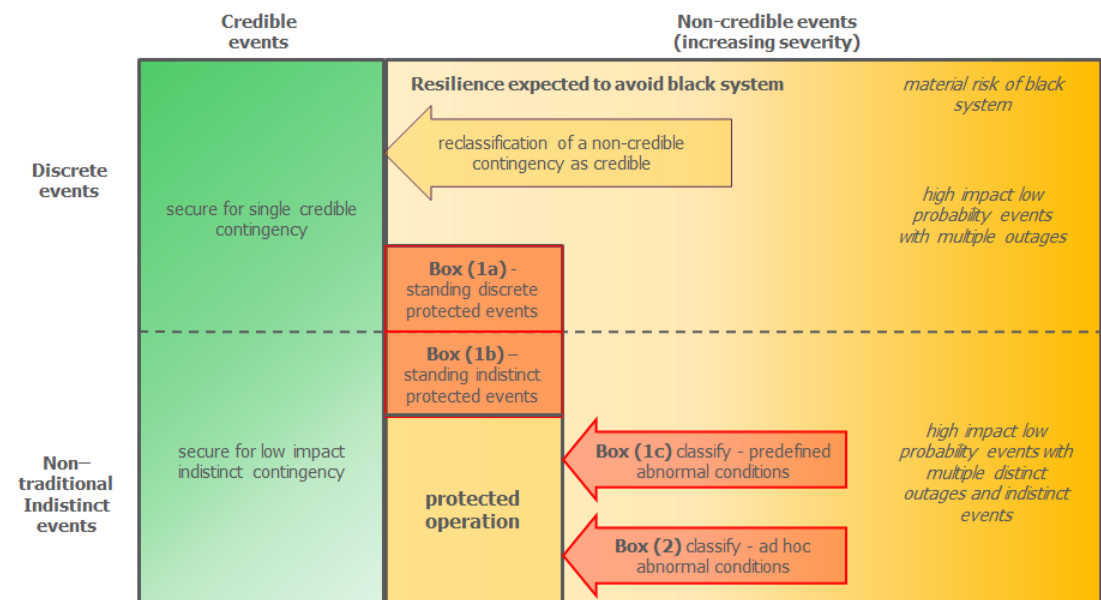 Credible
events
Non-credible events
(increasing severity)
Resilience expected to avoid black system
material risk of black
system
reclassification of a non-credible
contingency as credible
Discrete
events
secure for single credible
contingency
high impact low
probability events
with multiple outages
Box (1a) -
standing discrete
protected events
Box (1b) –
standing indistinct
protected events
Non–
traditional
Indistinct
events
secure for low impact
indistinct contingency
protected
operation
Box (1c) classify - predefined
abnormal conditions
high impact low
probability events with
multiple distinct
outages and indistinct
events
Box (2) classify - ad hoc
abnormal conditions